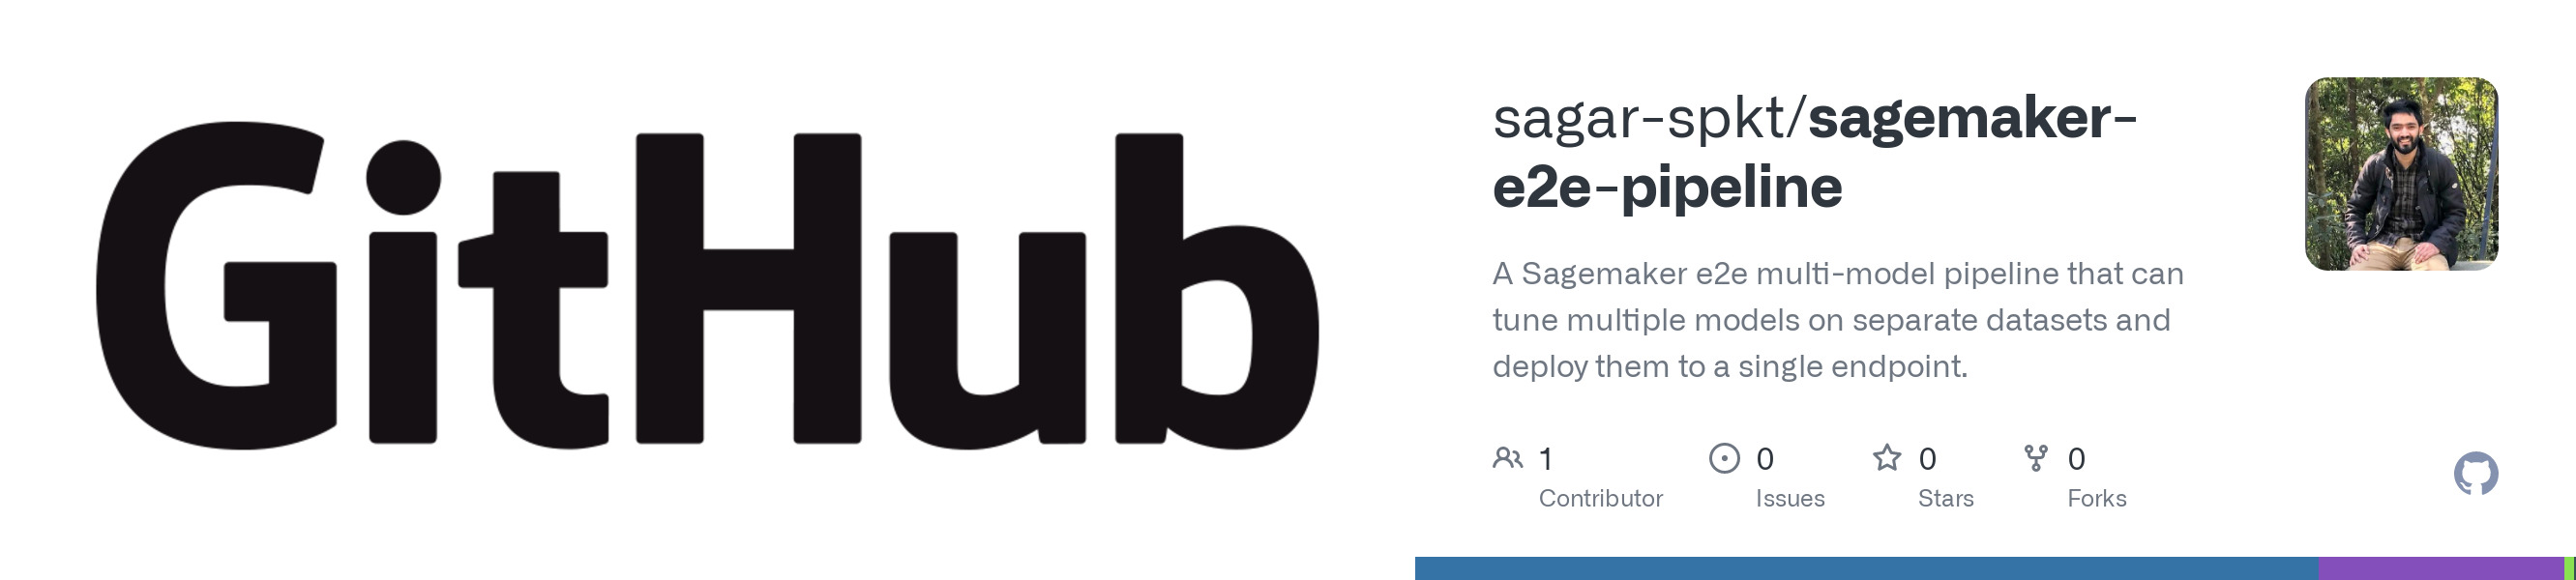 GitHub
sagar-spkt/sagemaker-
e2e-pipeline
A Sagemaker e2e multi-model pipeline that can
tune multiple models on separate datasets and
deploy them to a single endpoint.
1
Contributor
0
Issues
0
Stars
0
Forks